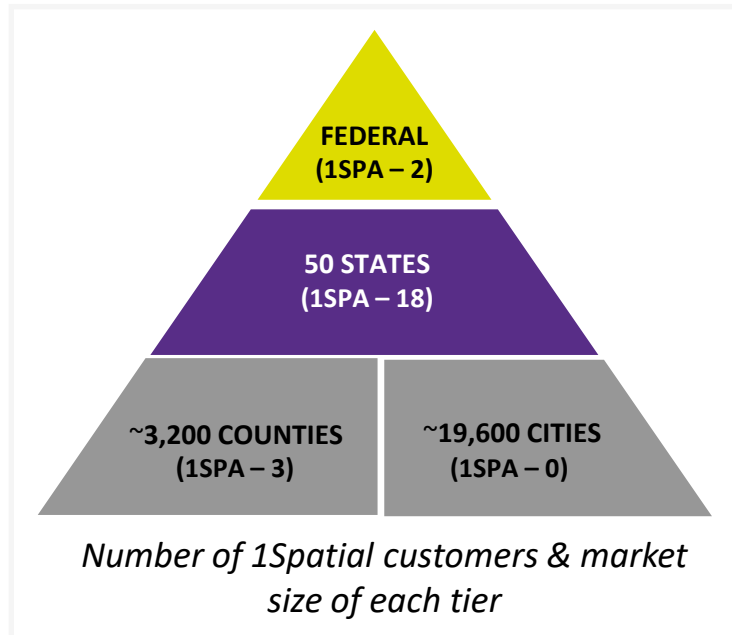 FEDERAL
(1SPA – 2)
50 STATES
(1SPA – 18)
~3,200 COUNTIES
(1SPA – 3)
~19,600 CITIES
(1SPA – 0)
Number of 1Spatial customers & market
size of each tier